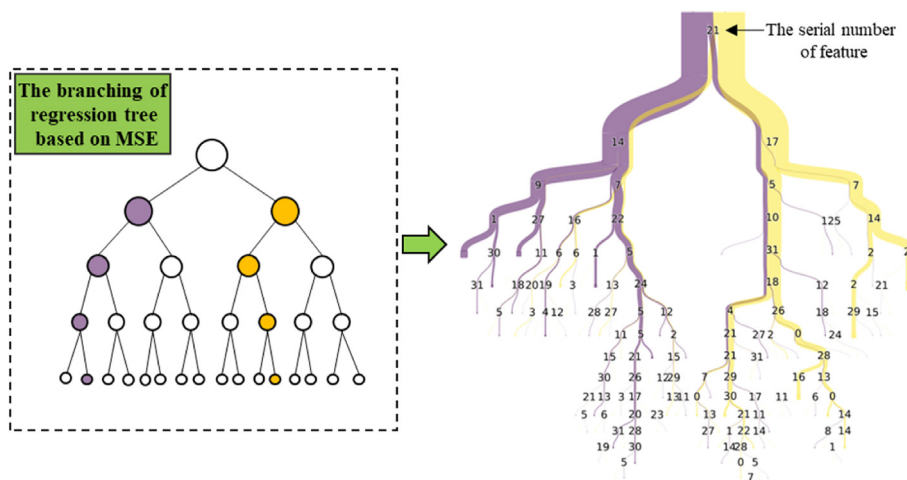 The branching of
regression tree
based on MSE
The serial number
of feature
21
14 17
9 7 5 7
1 27 16 22 10 125 14
30 11 6 6 1 5 31 2 2
31 18 20 19 3 13 24 18 12 2 21
5 3 4 12 28 27 5 12 4 26 18 29 15
11 5 2 21 27 2 0 24
15 21 15 21 31 28
30 26 12 29 7 29 16 13
21 13 3 17 13 11 0 30 17 11 6 0
5 6 20 23 13 21 11 14
31 28 27 1 22 14 8 14
19 30 14 28 1
5 0 5
7